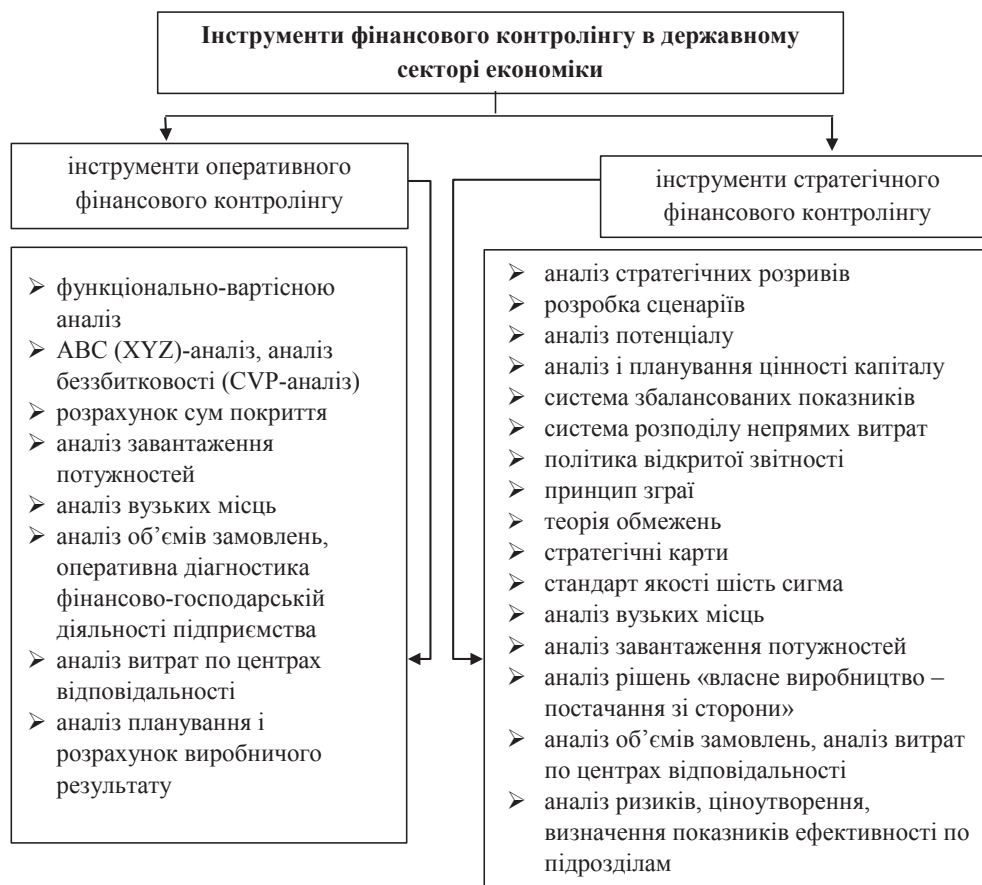 Інструменти фінансового контролінгу в державному
секторі економіки
інструменти оперативного
фінансового контролінгу
інструменти стратегічного
фінансового контролінгу
➢ функціонально-вартісною
аналіз
➢ АВС (XYZ)-аналіз, аналіз
беззбитковості (CVP-аналіз)
➢ розрахунок сум покриття
➢ аналіз завантаження
потужностей
➢ аналіз вузьких місць
➢ аналіз об’ємів замовлень,
оперативна діагностика
фінансово-господарській
діяльності підприємства
➢ аналіз витрат по центрах
відповідальності
➢ аналіз планування і
розрахунок виробничого
результату
➢ аналіз стратегічних розривів
➢ розробка сценаріїв
➢ аналіз потенціалу
➢ аналіз і планування цінності капіталу
➢ система збалансованих показників
➢ система розподілу непрямих витрат
➢ політика відкритої звітності
➢ принцип зграї
➢ теорія обмежень
➢ стратегічні карти
➢ стандарт якості шість сигма
➢ аналіз вузьких місць
➢ аналіз завантаження потужностей
➢ аналіз рішень «власне виробництво –
постачання зі сторони»
➢ аналіз об’ємів замовлень, аналіз витрат
по центрах відповідальності
➢ аналіз ризиків, ціноутворення,
визначення показників ефективності по
підрозділам